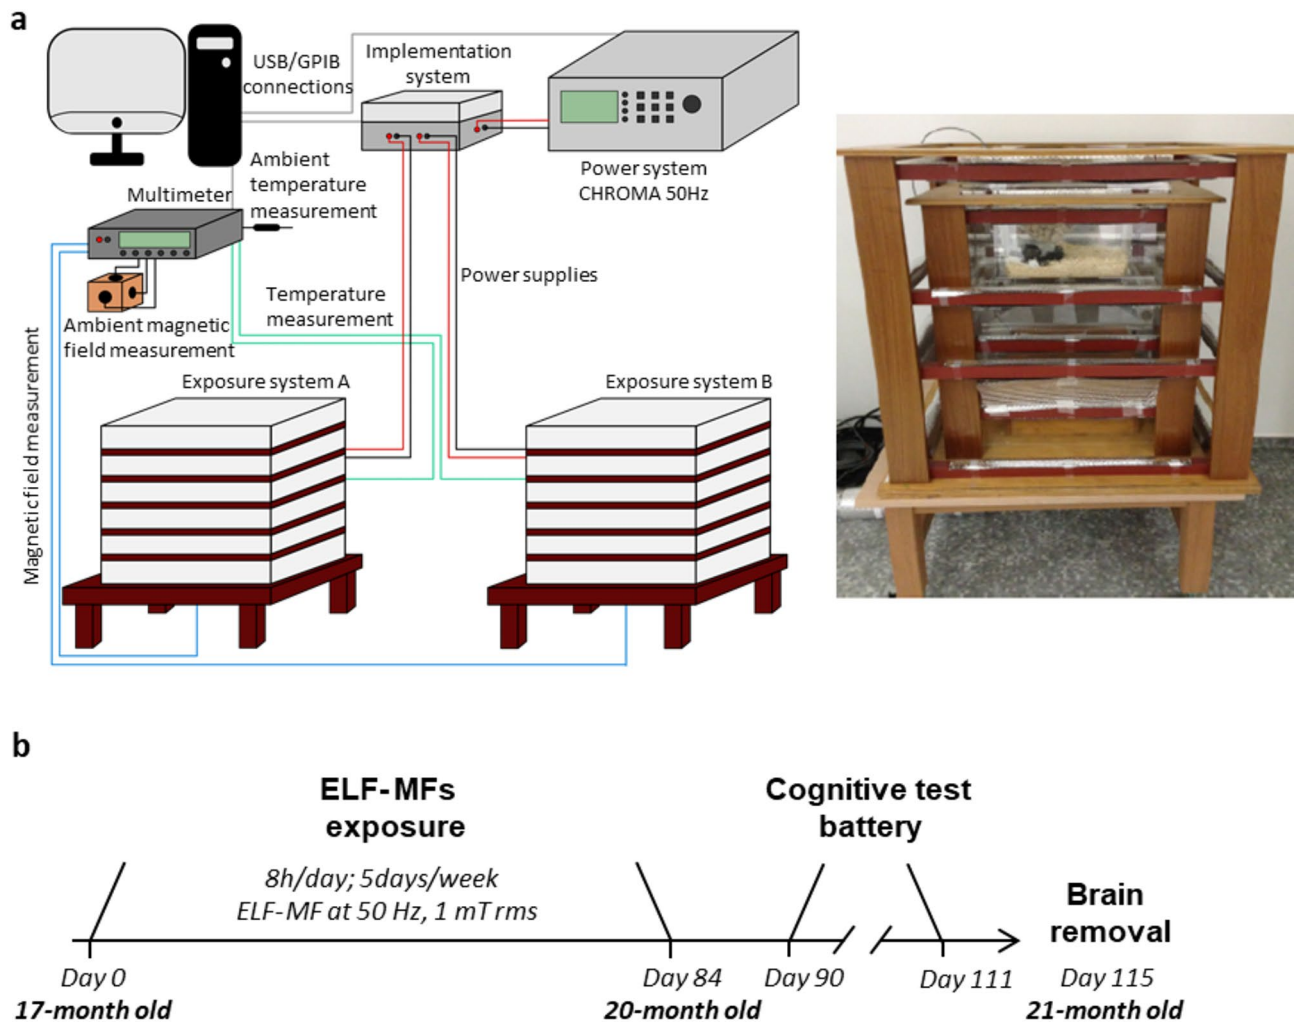 a
USB/GPIB
connections
Implementation
system
Power system
CHROMA 50Hz
Ambient
temperature
measurement
Multimeter
Power supplies
Temperature
measurement
Ambient magnetic
field measurement
Magnetic field measurement
Exposure system A
Exposure system B
b
ELF-MFs
exposure
Cognitive test
battery
8h/day; 5days/week
ELF-MF at 50 Hz, 1 mT rms
Brain
removal
Day 0
Day 84
Day 90
Day 111
Day 115
17-month old
20-month old
21-month old